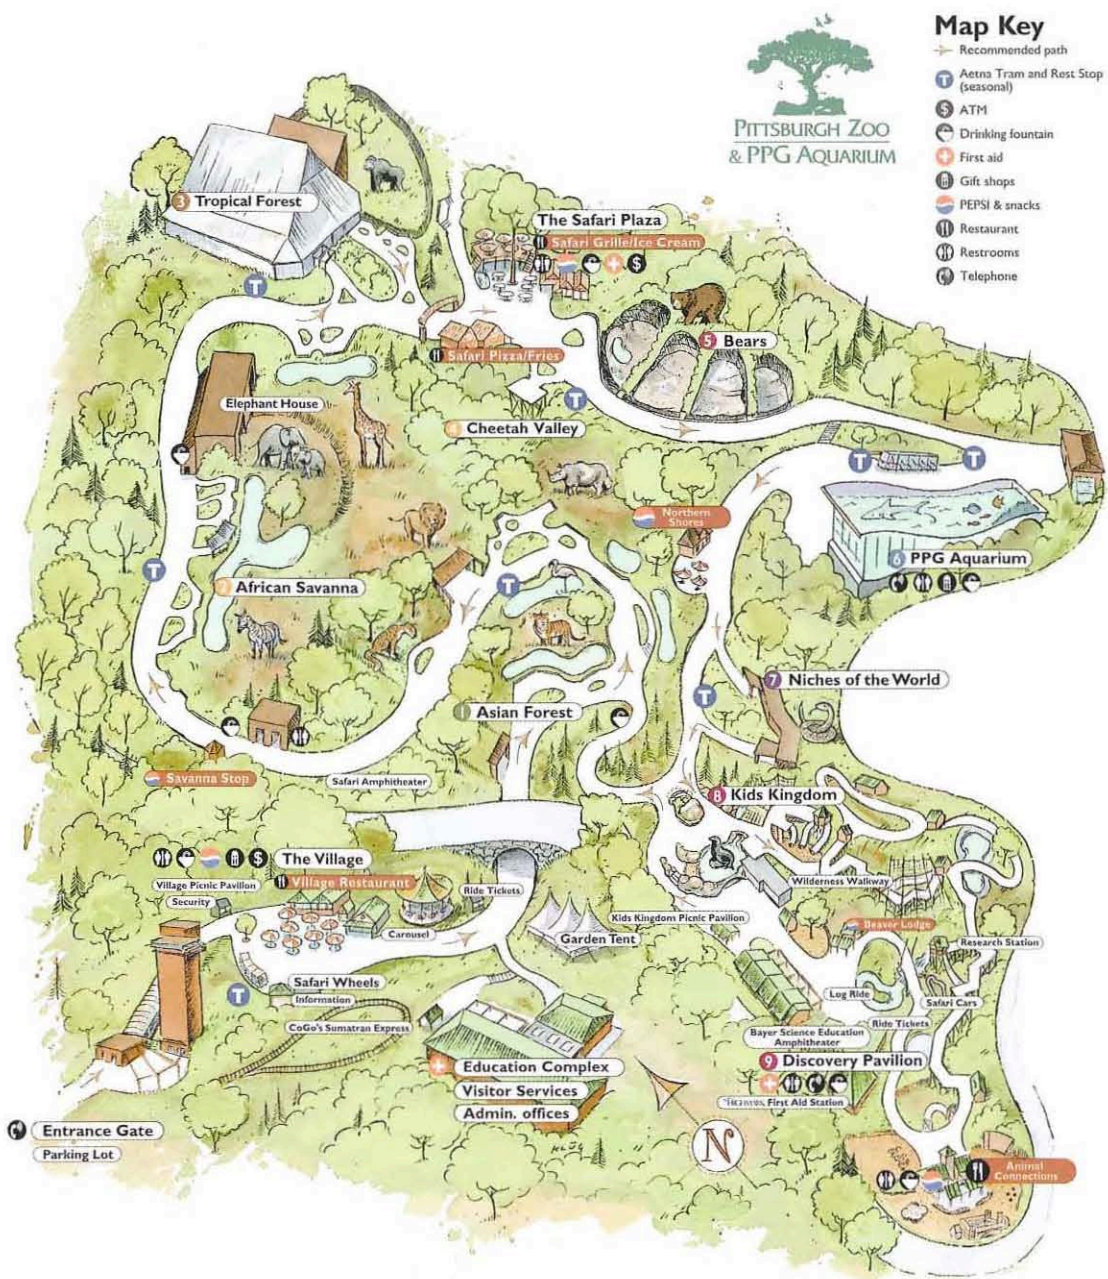 Map Key
Recommended path
Aetna Tram and Rest Stop
(seasonal)
ATM
Drinking fountain
First aid
Gift shops
PEPSI & snacks
Restaurant
Restrooms
Telephone
PITTSBURGH ZOO
& PPG AQUARIUM
3 Tropical Forest
The Safari Plaza
Safari Grille/Ice Cream
5 Bears
Safari Pizza/Fries
Elephant House
4 Cheetah Valley
Northern
Shores
6 PPG Aquarium
2 African Savanna
7 Niches of the World
1 Asian Forest
Savanna Stop
Safari Amphitheater
8 Kids Kingdom
The Village
Village Picnic Pavilion
Village Restaurant
Ride Tickets
Security
Wilderness Walkway
Kids Kingdom Picnic Pavilion
Beaver Lodge
Carousel
Garden Tent
Research Station
Safari Wheels
Information
Log Ride
Safari Cars
CoGo's Sumatran Express
Ride Tickets
Bayer Science Education
Amphitheater
9 Discovery Pavilion
Education Complex
Visitor Services
First Aid Station
Admin. offices
Entrance Gate
Parking Lot
N
KLUG
Animal
Connections